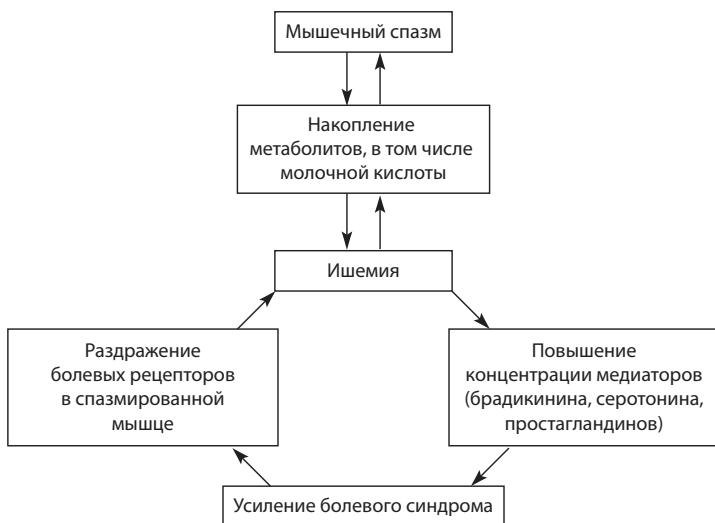 Мышечный спазм
Накопление
метаболитов, в том числе
молочной кислоты
Ишемия
Раздражение
болевых рецепторов
в спазмированной
мышце
Повышение
концентрации медиаторов
(брадикинина, серотонина,
простагландинов)
Усиление болевого синдрома